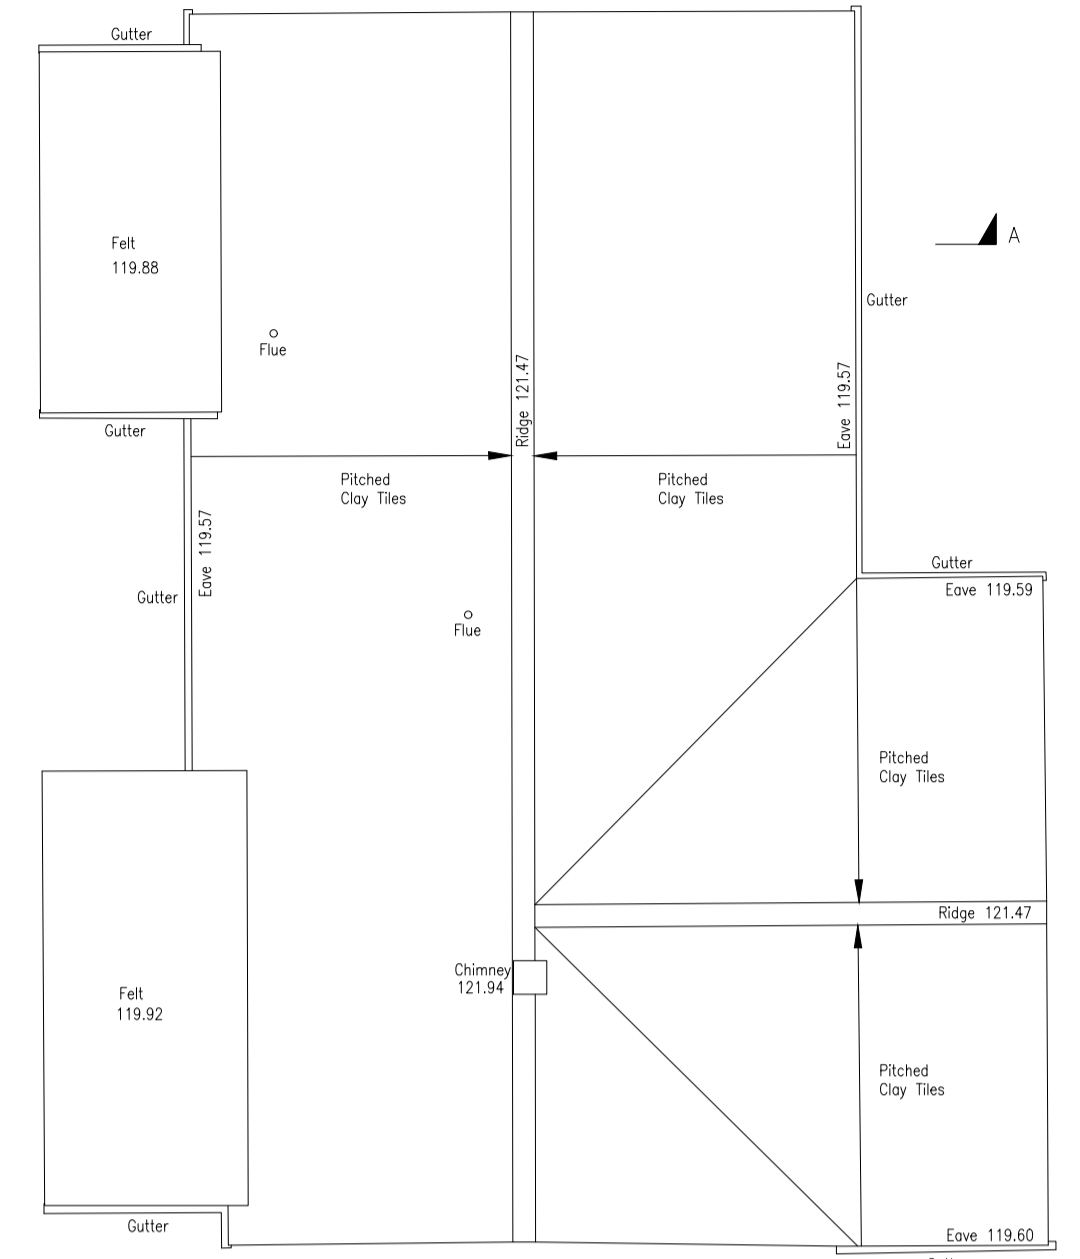 Gutter
Felt
119.88
Flue
Gutter
Ridge 121.47
Eave 119.57
Gutter
A
Pitched
Clay Tiles
Pitched
Clay Tiles
Eave 119.57
Gutter
Flue
Gutter
Eave 119.59
Pitched
Clay Tiles
Ridge 121.47
Chimney
121.94
Felt
119.92
Pitched
Clay Tiles
Gutter
Eave 119.60